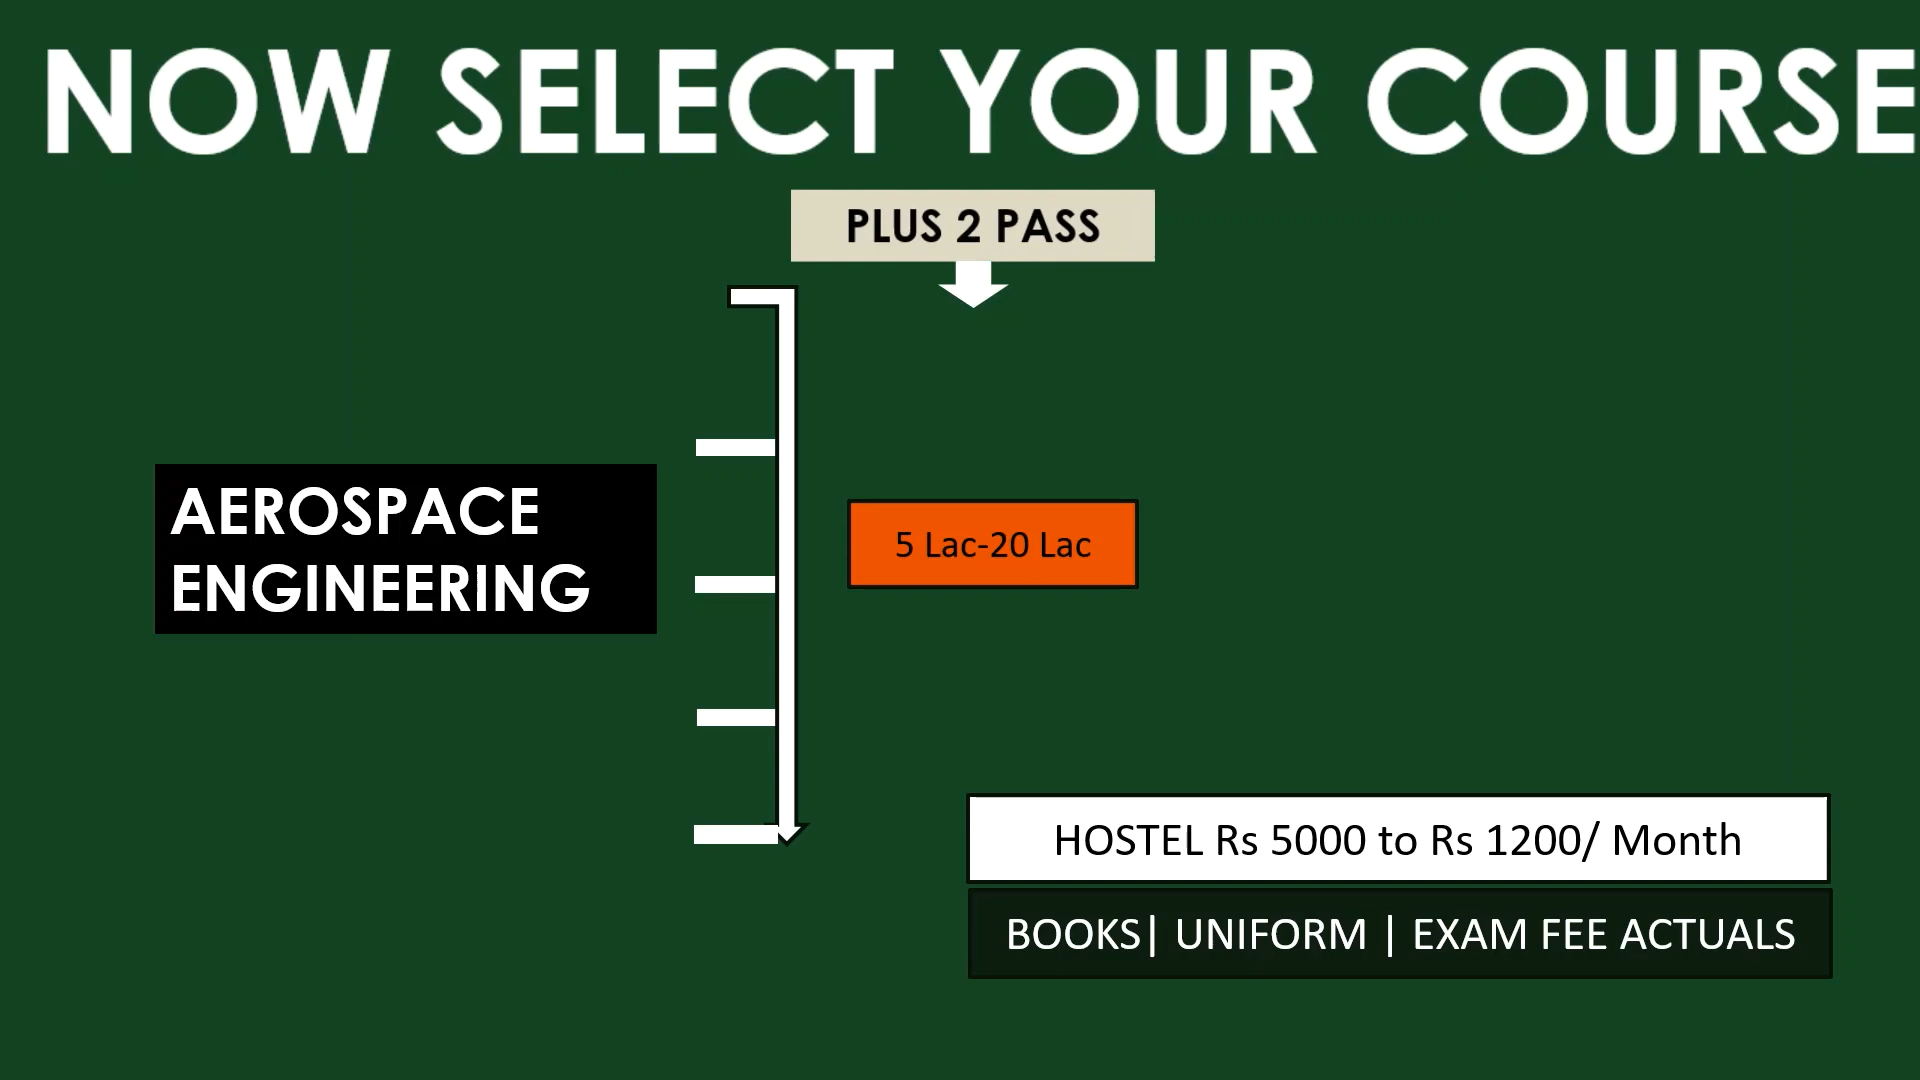 NOW SELECT YOUR COURSE
PLUS 2 PASS
AEROSPACE
ENGINEERING
5 Lac-20 Lac
HOSTEL Rs 5000 to Rs 1200/ Month
BOOKS| UNIFORM | EXAM FEE ACTUALS